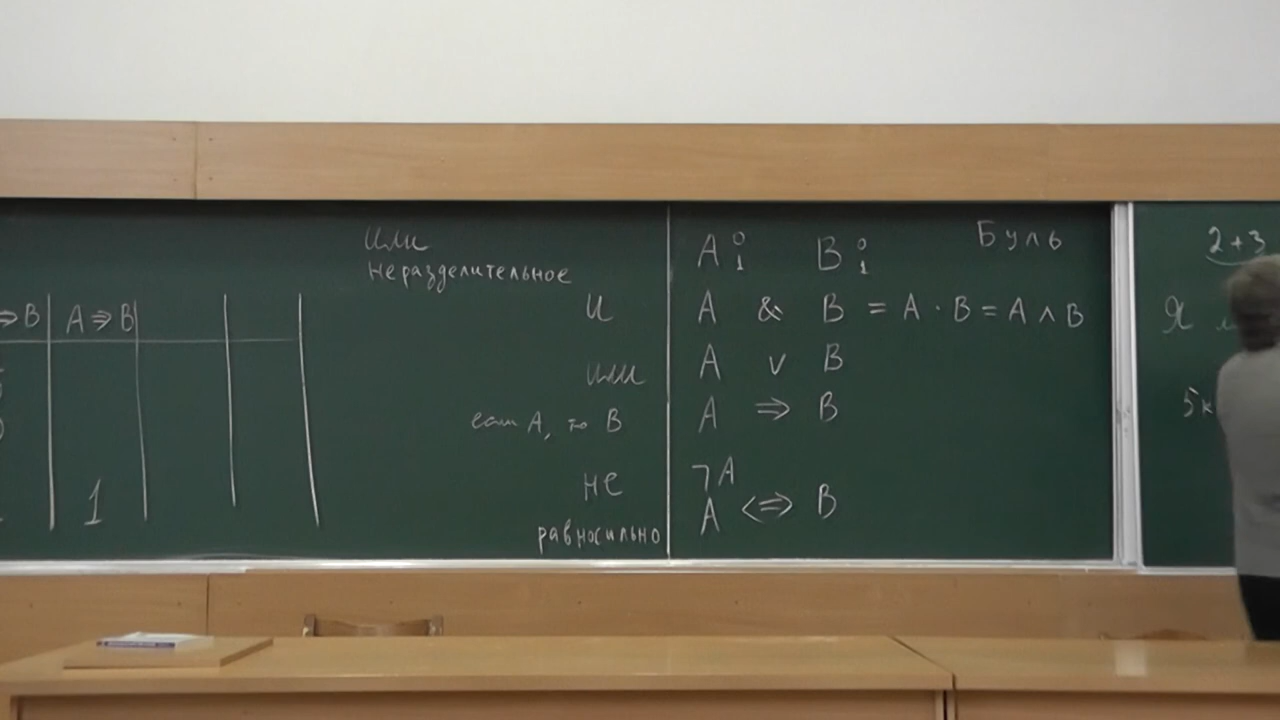 ⇒B | A⇒B
1
Или
неразделительное
И
или
если A, то B
не
равносильно
A 0 1 B 0 1 Буль
A & B = A · B = A ∧ B
A ∨ B
A ⇒ B
¬A
A <=> B
2+3
Я
5к